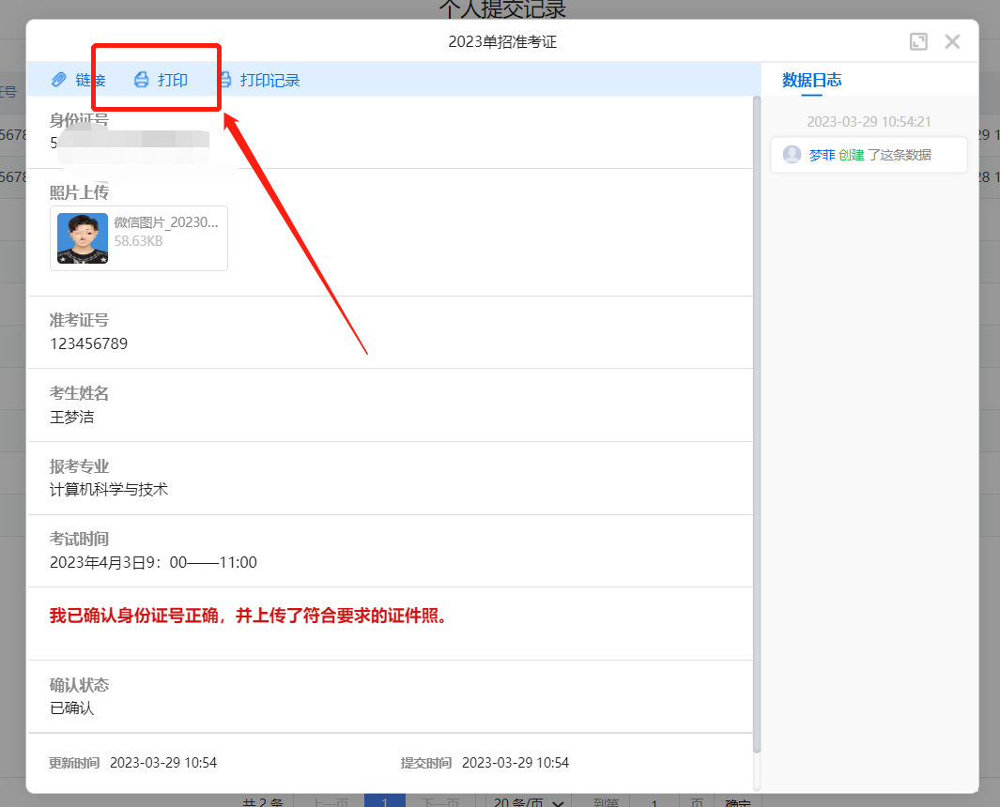 个人提交记录
2023单招准考证
链接 打印 打印记录
数据日志
证号
身份证号
5
2023-03-29 10:54:21
梦菲 创建 了这条数据
5678
29 1
5678
28 1
照片上传
微信图片_20230...
58.63KB
准考证号
123456789
考生姓名
王梦洁
报考专业
计算机科学与技术
考试时间
2023年4月3日9：00——11:00
我已确认身份证号正确，并上传了符合要求的证件照。
确认状态
已确认
更新时间 2023-03-29 10:54 提交时间 2023-03-29 10:54
共 2 条 上一页 1 下一页 20 条/页 到第 1 页 确定